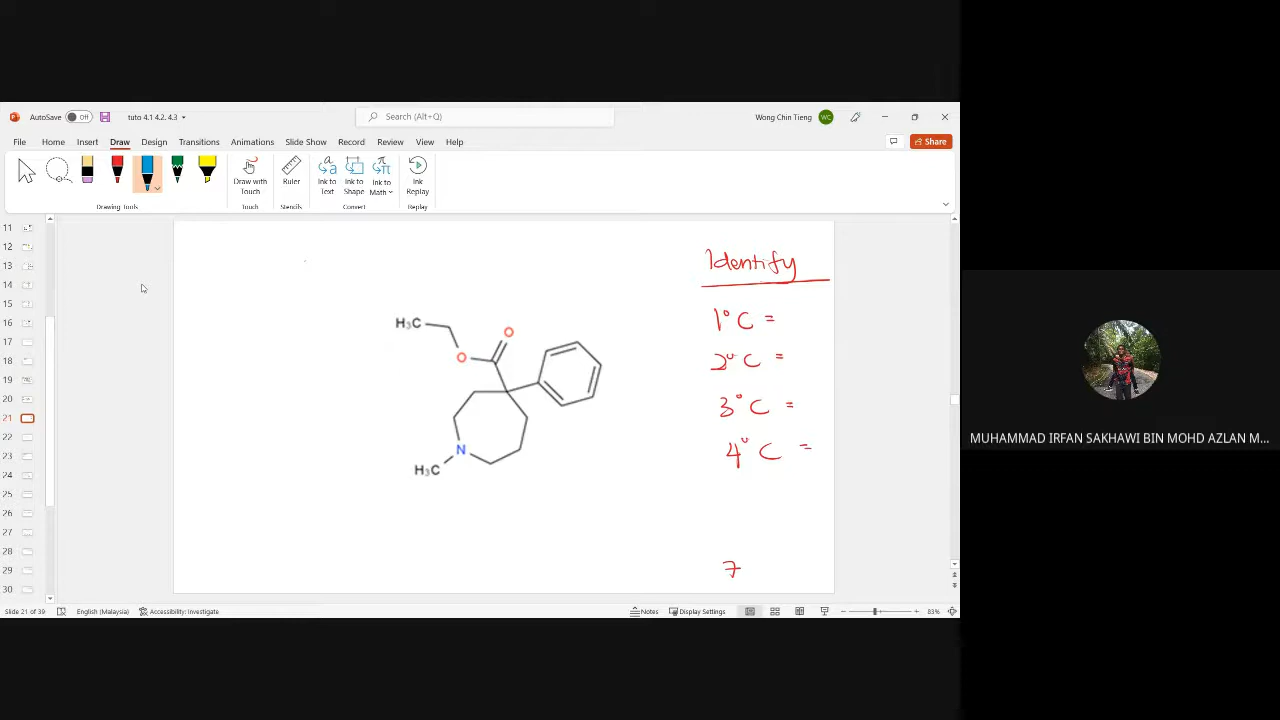 AutoSave Off tuto 4.1 4.2. 4.3 Search (Alt+Q) Wong Chin Tieng WC
File Home Insert Draw Design Transitions Animations Slide Show Record Review View Help Share
Draw with Touch Ruler Ink to Text Ink to Shape Ink to Math Ink Replay
Drawing Tools Touch Stencils Convert Replay
11
12
13
14
15
16
17
18
19
20
21
22
23
24
25
26
27
28
29
30
Identify
1° C =
2° C =
3° C =
4° C =
7
H₃C
O
O
N
H₃C
MUHAMMAD IRFAN SAKHAWI BIN MOHD AZLAN M...
Slide 21 of 39 English (Malaysia) Accessibility: Investigate Notes Display Settings 83%